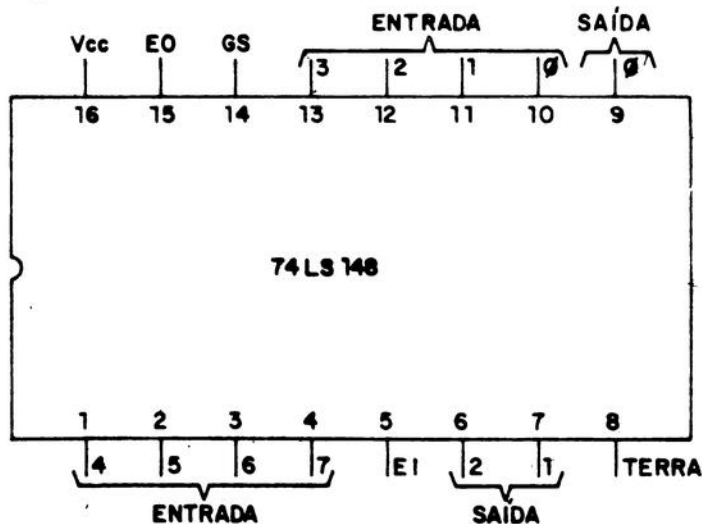 ENTRADA SAÍDA
Vcc EO GS 3 2 1 Ø Ø
16 15 14 13 12 11 10 9
74LS148
1 2 3 4 5 6 7 8
4 5 6 7 EI 2 1 TERRA
ENTRADA SAÍDA